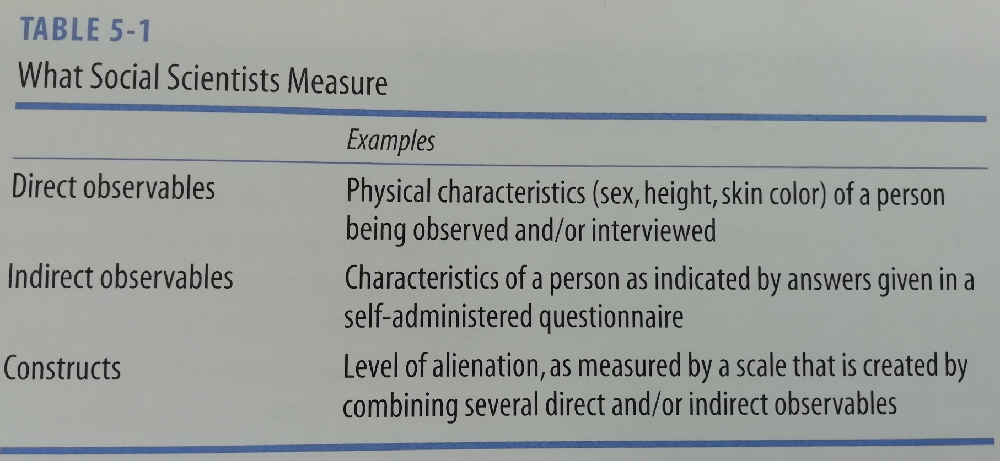 TABLE 5-1
What Social Scientists Measure
Examples
Direct observables
Physical characteristics (sex, height, skin color) of a person
being observed and/or interviewed
Indirect observables
Characteristics of a person as indicated by answers given in a
self-administered questionnaire
Constructs
Level of alienation, as measured by a scale that is created by
combining several direct and/or indirect observables